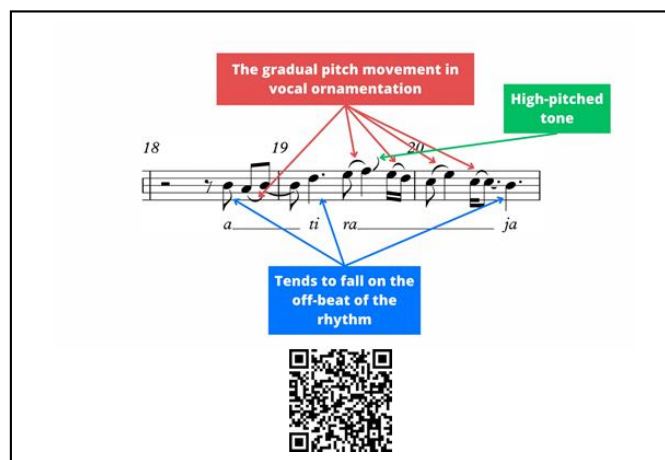 The gradual pitch movement in
vocal ornamentation
High-pitched
tone
18 19 20
a ti ra ja
Tends to fall on the
off-beat of the
rhythm